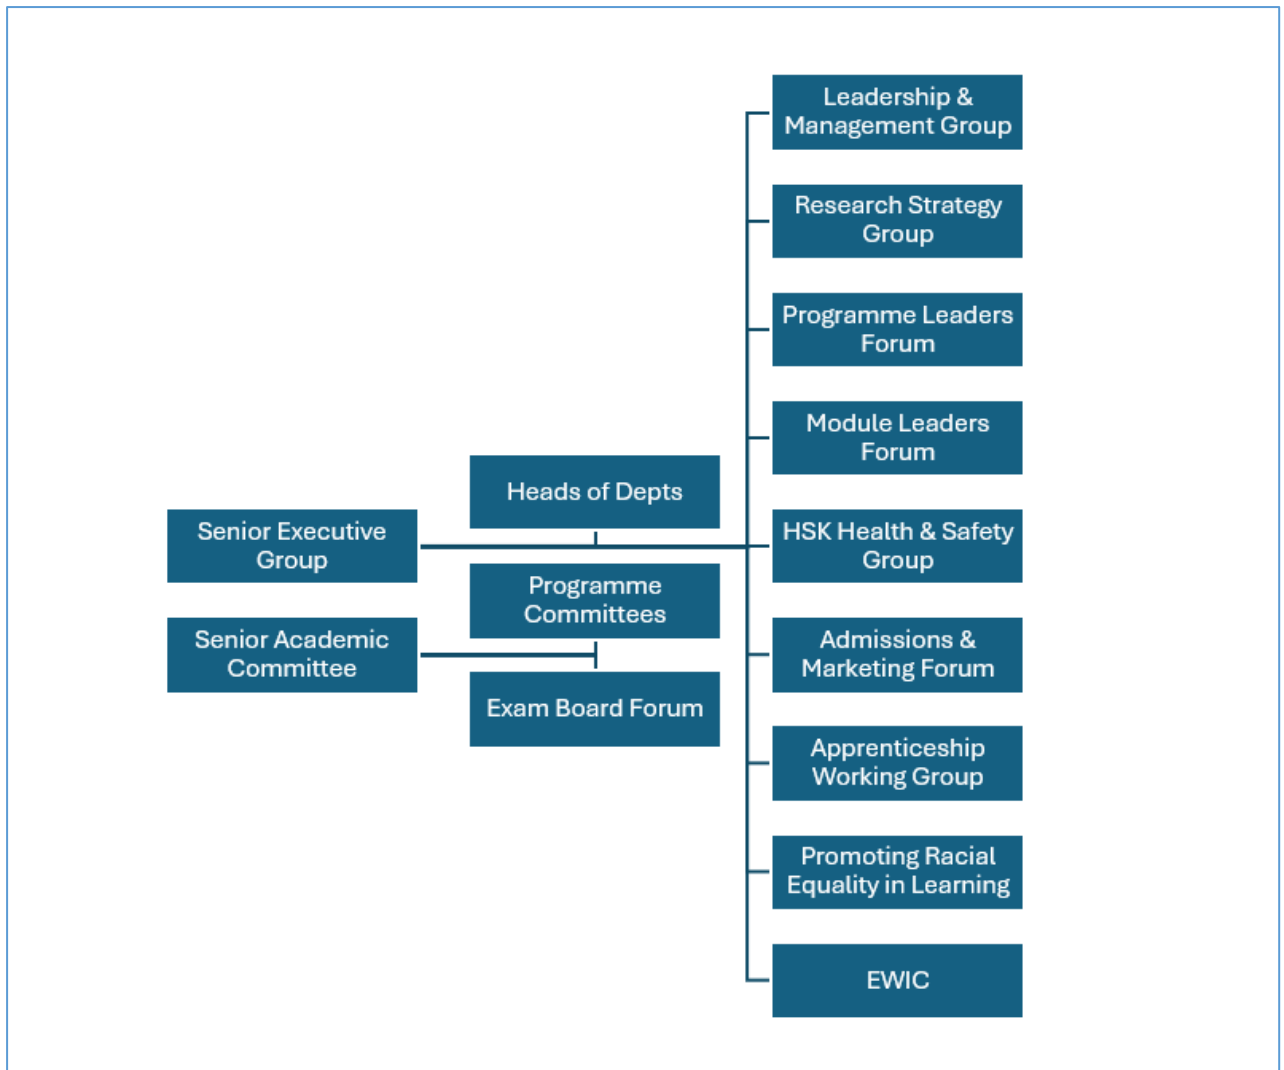 Leadership &
Management Group
Research Strategy
Group
Programme Leaders
Forum
Module Leaders
Forum
Heads of Depts
Senior Executive
Group
HSK Health & Safety
Group
Programme
Committees
Senior Academic
Committee
Admissions &
Marketing Forum
Exam Board Forum
Apprenticeship
Working Group
Promoting Racial
Equality in Learning
EWIC